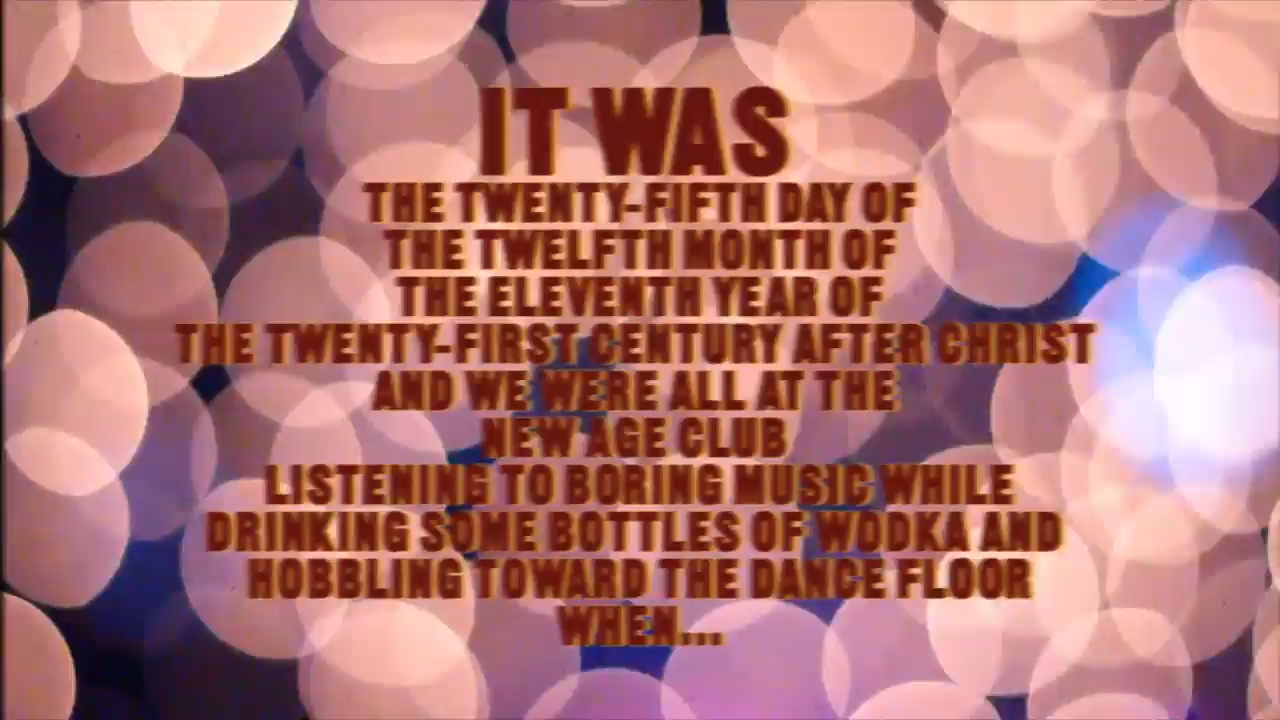 IT WAS
THE TWENTY-FIFTH DAY OF
THE TWELFTH MONTH OF
THE ELEVENTH YEAR OF
THE TWENTY-FIRST CENTURY AFTER CHRIST
AND WE WERE ALL AT THE
NEW AGE CLUB
LISTENING TO BORING MUSIC WHILE
DRINKING SOME BOTTLES OF WODKA AND
HOBBLING TOWARD THE DANCE FLOOR
WHEN...